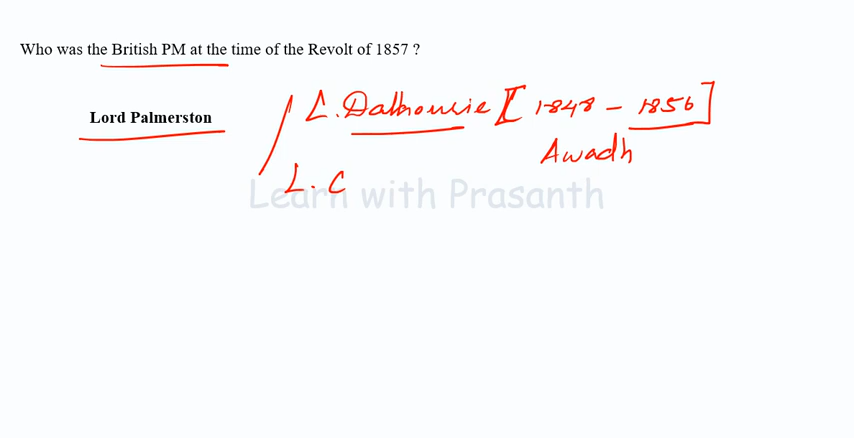 Who was the British PM at the time of the Revolt of 1857 ?
Lord Palmerston
L. Dalhousie [ 1848 - 1856 ]
Awadh
L. C
Learn with Prasanth